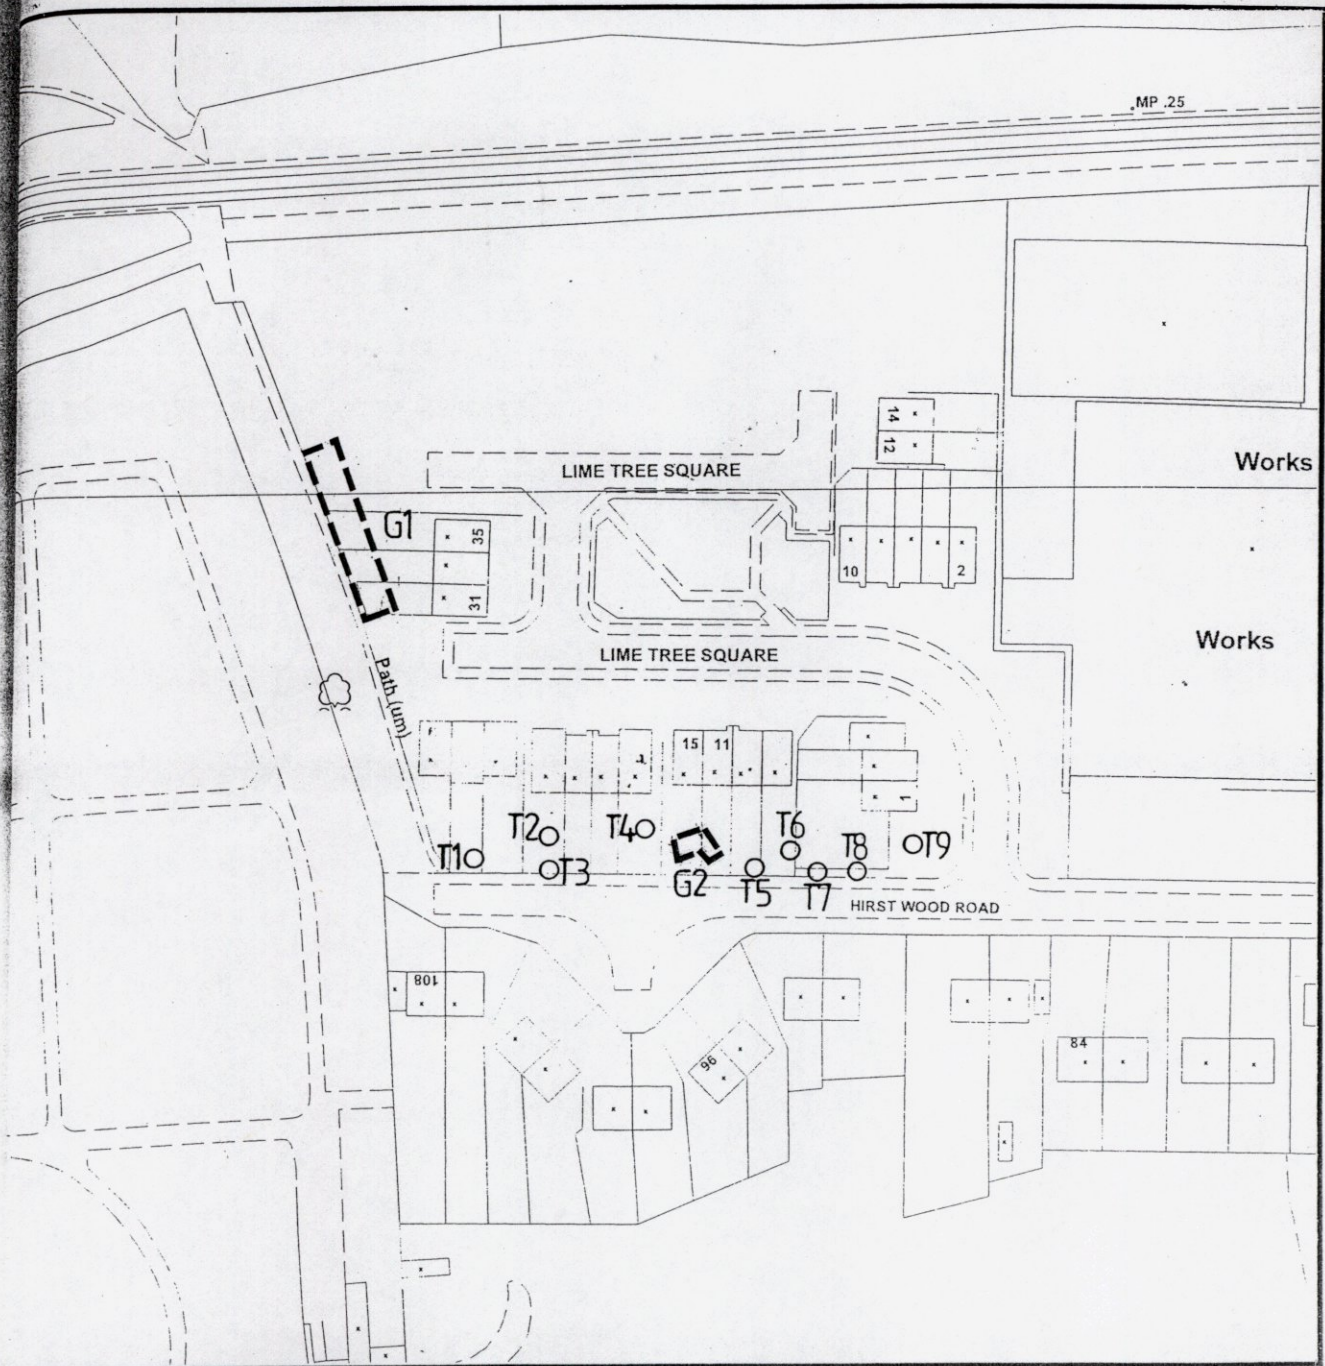 MP .25
14
12
LIME TREE SQUARE
Works
G1
35
31
10
2
LIME TREE SQUARE
Works
Path (um)
15
11
1
T1
T2
T3
T4
G2
T5
T6
T7
T8
T9
HIRST WOOD ROAD
108
96
84